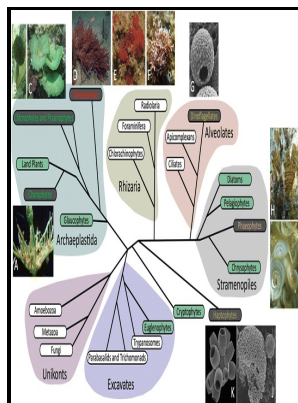 B
C
D
E
F
G
Radiolaria
Foraminifera
Chlorarchinophytes
Rhizaria
Dinoflagellates
Apicomplexans
Ciliates
Alveolates
Land Plants
Glaucophytes
Archaeplastida
A
Diatoms
Pelagophytes
Phaeophytes
Chrysophytes
Stramenopiles
H
I
Amoebozoa
Metazoa
Fungi
Unikonts
Cryptophytes
Haptophytes
Euglenophytes
Trypanosomes
Parabasalids and Trichomonads
Excavates
K
J